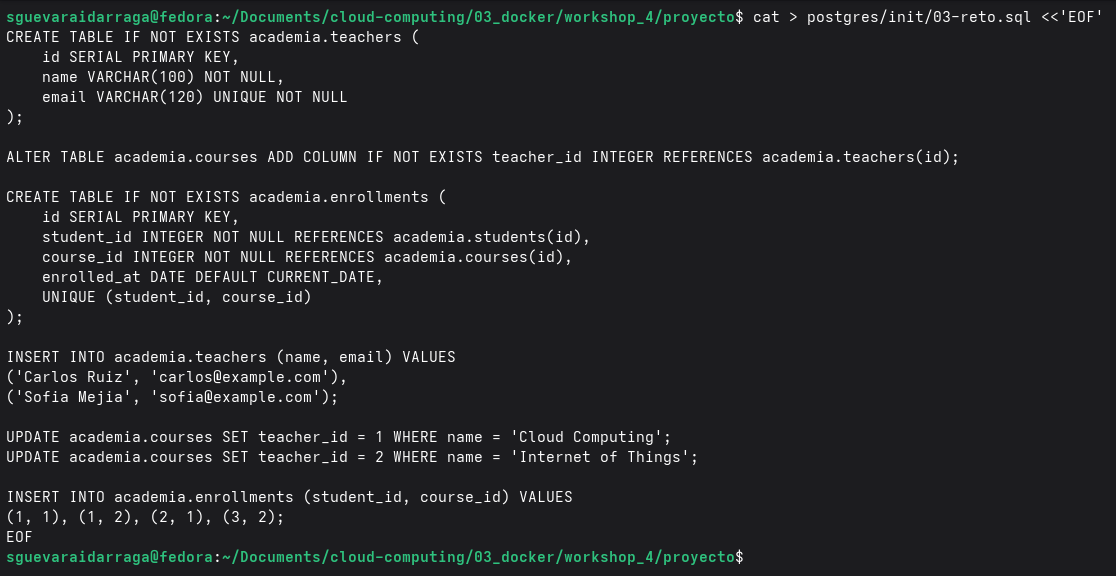 sguevaraidarraga@fedora:~/Documents/cloud-computing/03_docker/workshop_4/proyecto$ cat > postgres/init/03-reto.sql <<'EOF'
CREATE TABLE IF NOT EXISTS academia.teachers (
    id SERIAL PRIMARY KEY,
    name VARCHAR(100) NOT NULL,
    email VARCHAR(120) UNIQUE NOT NULL
);

ALTER TABLE academia.courses ADD COLUMN IF NOT EXISTS teacher_id INTEGER REFERENCES academia.teachers(id);

CREATE TABLE IF NOT EXISTS academia.enrollments (
    id SERIAL PRIMARY KEY,
    student_id INTEGER NOT NULL REFERENCES academia.students(id),
    course_id INTEGER NOT NULL REFERENCES academia.courses(id),
    enrolled_at DATE DEFAULT CURRENT_DATE,
    UNIQUE (student_id, course_id)
);

INSERT INTO academia.teachers (name, email) VALUES
('Carlos Ruiz', 'carlos@example.com'),
('Sofia Mejia', 'sofia@example.com');

UPDATE academia.courses SET teacher_id = 1 WHERE name = 'Cloud Computing';
UPDATE academia.courses SET teacher_id = 2 WHERE name = 'Internet of Things';

INSERT INTO academia.enrollments (student_id, course_id) VALUES
(1, 1), (1, 2), (2, 1), (3, 2);
EOF
sguevaraidarraga@fedora:~/Documents/cloud-computing/03_docker/workshop_4/proyecto$